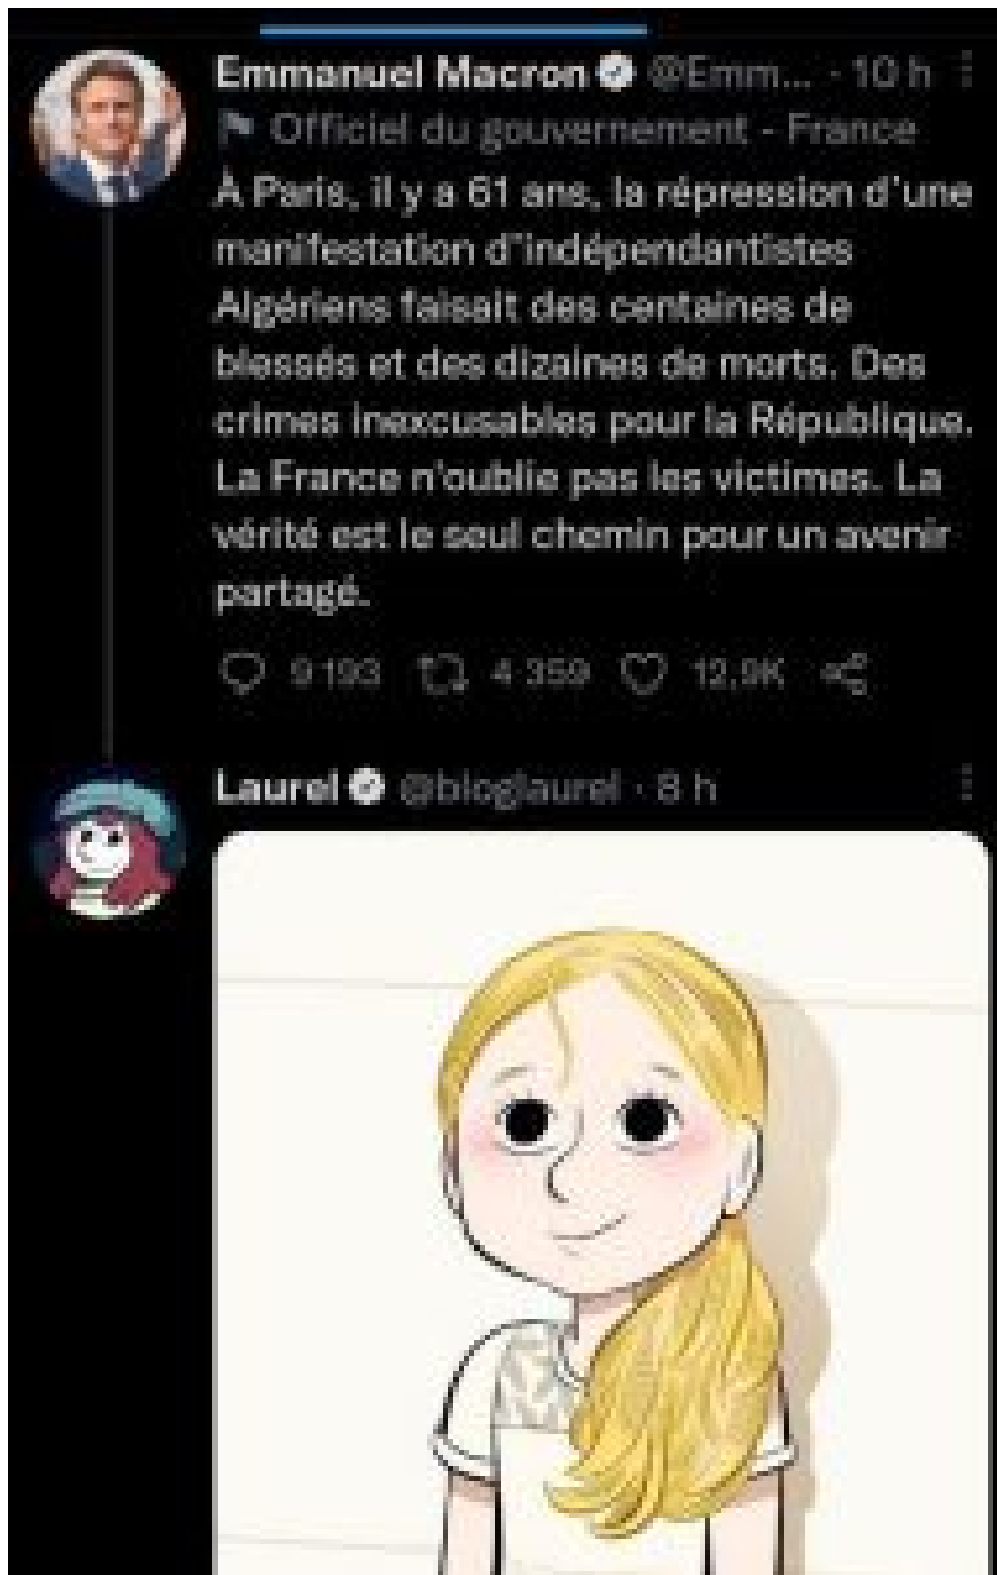 Emmanuel Macron @Emm... · 10 h
Officiel du gouvernement - France
À Paris, il y a 61 ans, la répression d'une
manifestation d'indépendantistes
Algériens faisait des centaines de
blessés et des dizaines de morts. Des
crimes inexcusables pour la République.
La France n'oublie pas les victimes. La
vérité est le seul chemin pour un avenir
partagé.
9 193 4 359 12,9K
Laurel @bloglaurel · 8 h